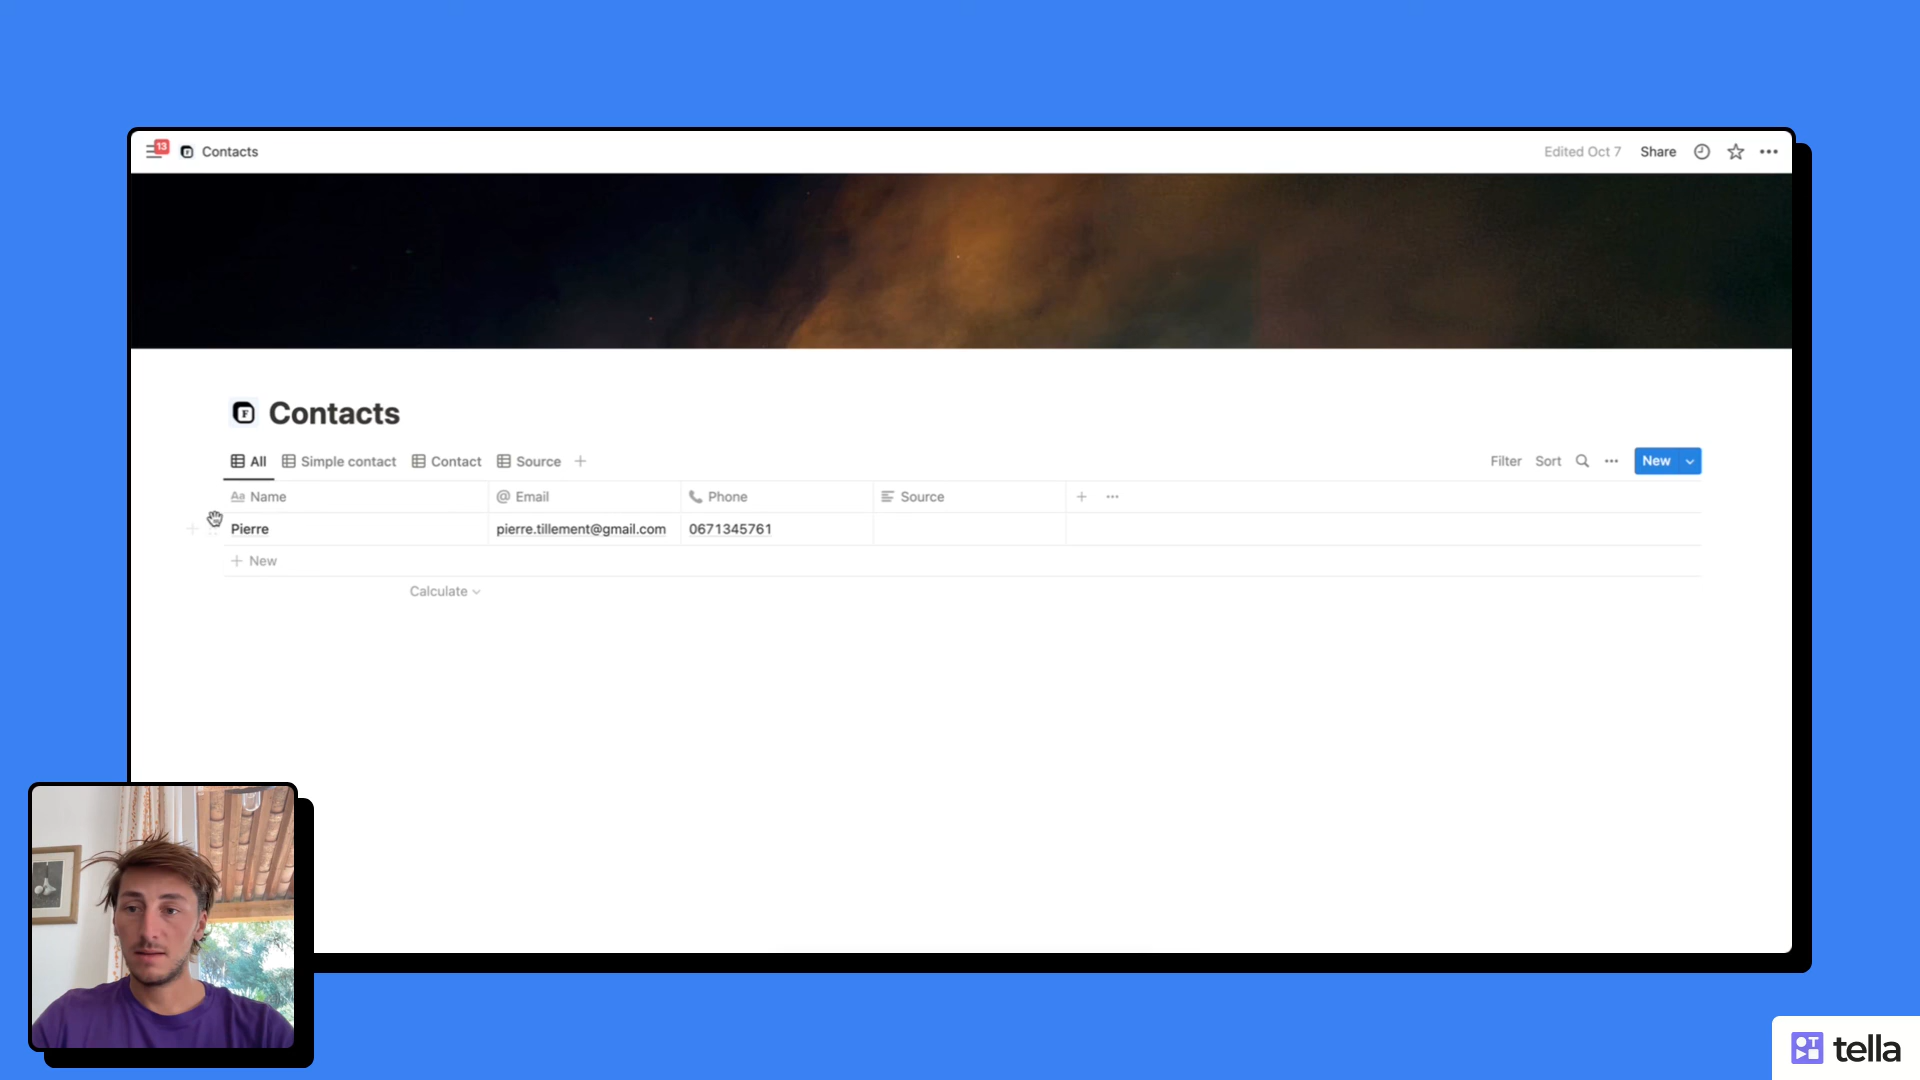 13
Contacts
Edited Oct 7
Share
Contacts
All
Simple contact
Contact
Source
Filter
Sort
New
Aa Name
@ Email
Phone
Source
Pierre
pierre.tillement@gmail.com
0671345761
New
Calculate
tella